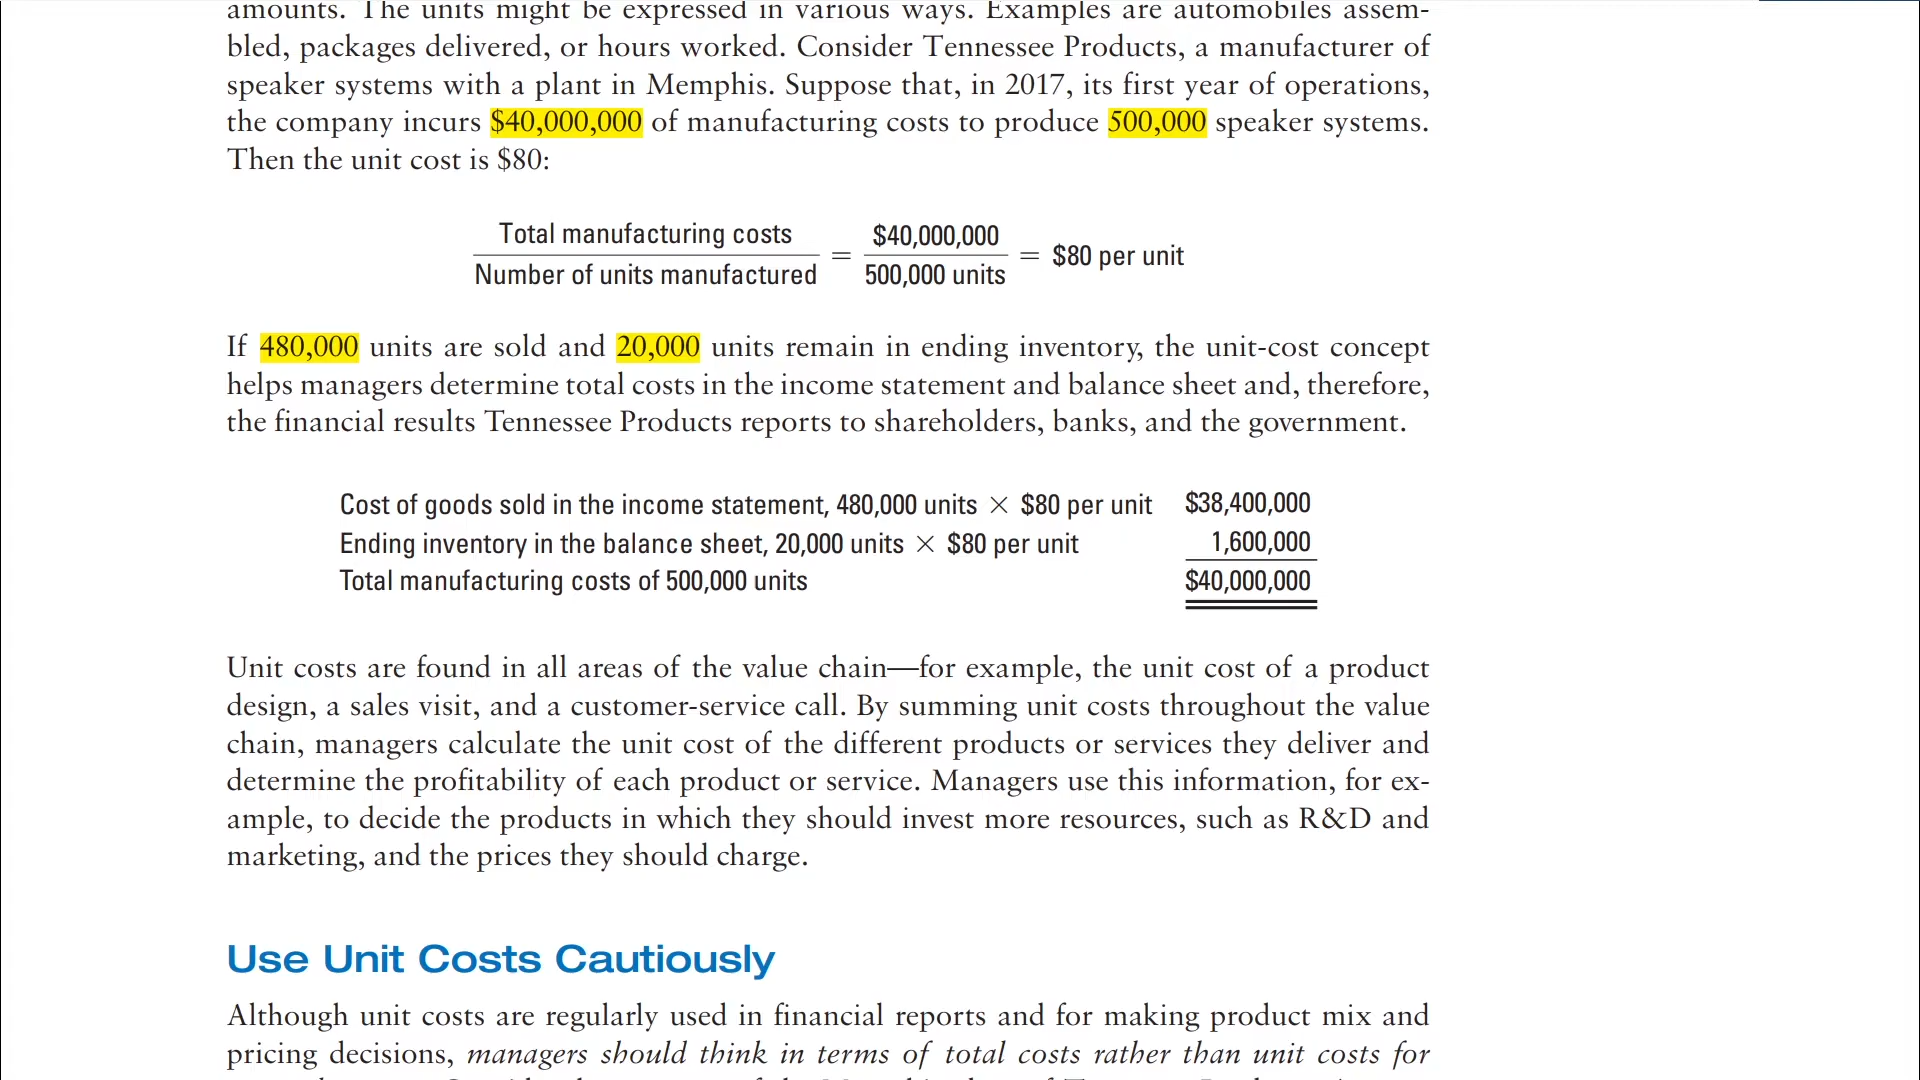 amounts. The units might be expressed in various ways. Examples are automobiles assem-
bled, packages delivered, or hours worked. Consider Tennessee Products, a manufacturer of
speaker systems with a plant in Memphis. Suppose that, in 2017, its first year of operations,
the company incurs $40,000,000 of manufacturing costs to produce 500,000 speaker systems.
Then the unit cost is $80:
Total manufacturing costs
Number of units manufactured
=
$40,000,000
500,000 units
= $80 per unit
If 480,000 units are sold and 20,000 units remain in ending inventory, the unit-cost concept
helps managers determine total costs in the income statement and balance sheet and, therefore,
the financial results Tennessee Products reports to shareholders, banks, and the government.
Cost of goods sold in the income statement, 480,000 units × $80 per unit $38,400,000
Ending inventory in the balance sheet, 20,000 units × $80 per unit 1,600,000
Total manufacturing costs of 500,000 units $40,000,000
Unit costs are found in all areas of the value chain—for example, the unit cost of a product
design, a sales visit, and a customer-service call. By summing unit costs throughout the value
chain, managers calculate the unit cost of the different products or services they deliver and
determine the profitability of each product or service. Managers use this information, for ex-
ample, to decide the products in which they should invest more resources, such as R&D and
marketing, and the prices they should charge.
Use Unit Costs Cautiously
Although unit costs are regularly used in financial reports and for making product mix and
pricing decisions, managers should think in terms of total costs rather than unit costs for